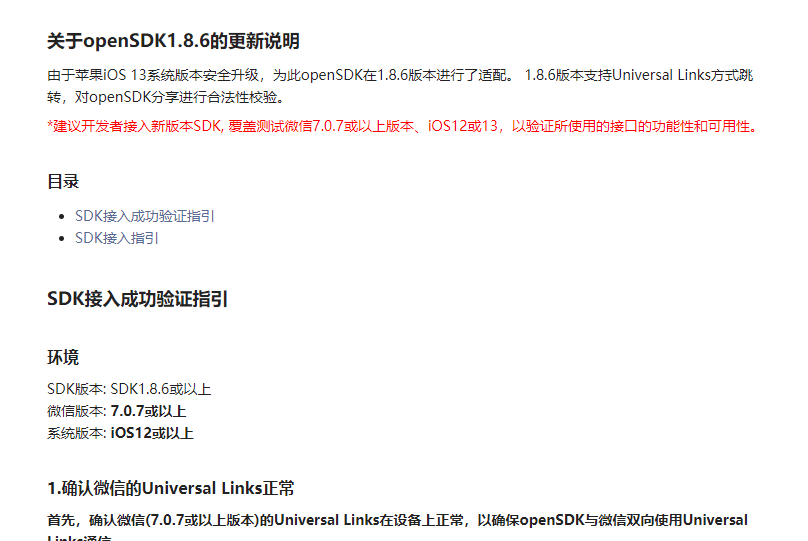 关于openSDK1.8.6的更新说明
由于苹果iOS 13系统版本安全升级，为此openSDK在1.8.6版本进行了适配。 1.8.6版本支持Universal Links方式跳
转，对openSDK分享进行合法性校验。
*建议开发者接入新版本SDK, 覆盖测试微信7.0.7或以上版本、iOS12或13，以验证所使用的接口的功能性和可用性。
目录
• SDK接入成功验证指引
• SDK接入指引
SDK接入成功验证指引
环境
SDK版本: SDK1.8.6或以上
微信版本: 7.0.7或以上
系统版本: iOS12或以上
1.确认微信的Universal Links正常
首先，确认微信(7.0.7或以上版本)的Universal Links在设备上正常，以确保openSDK与微信双向使用Universal
Links通信